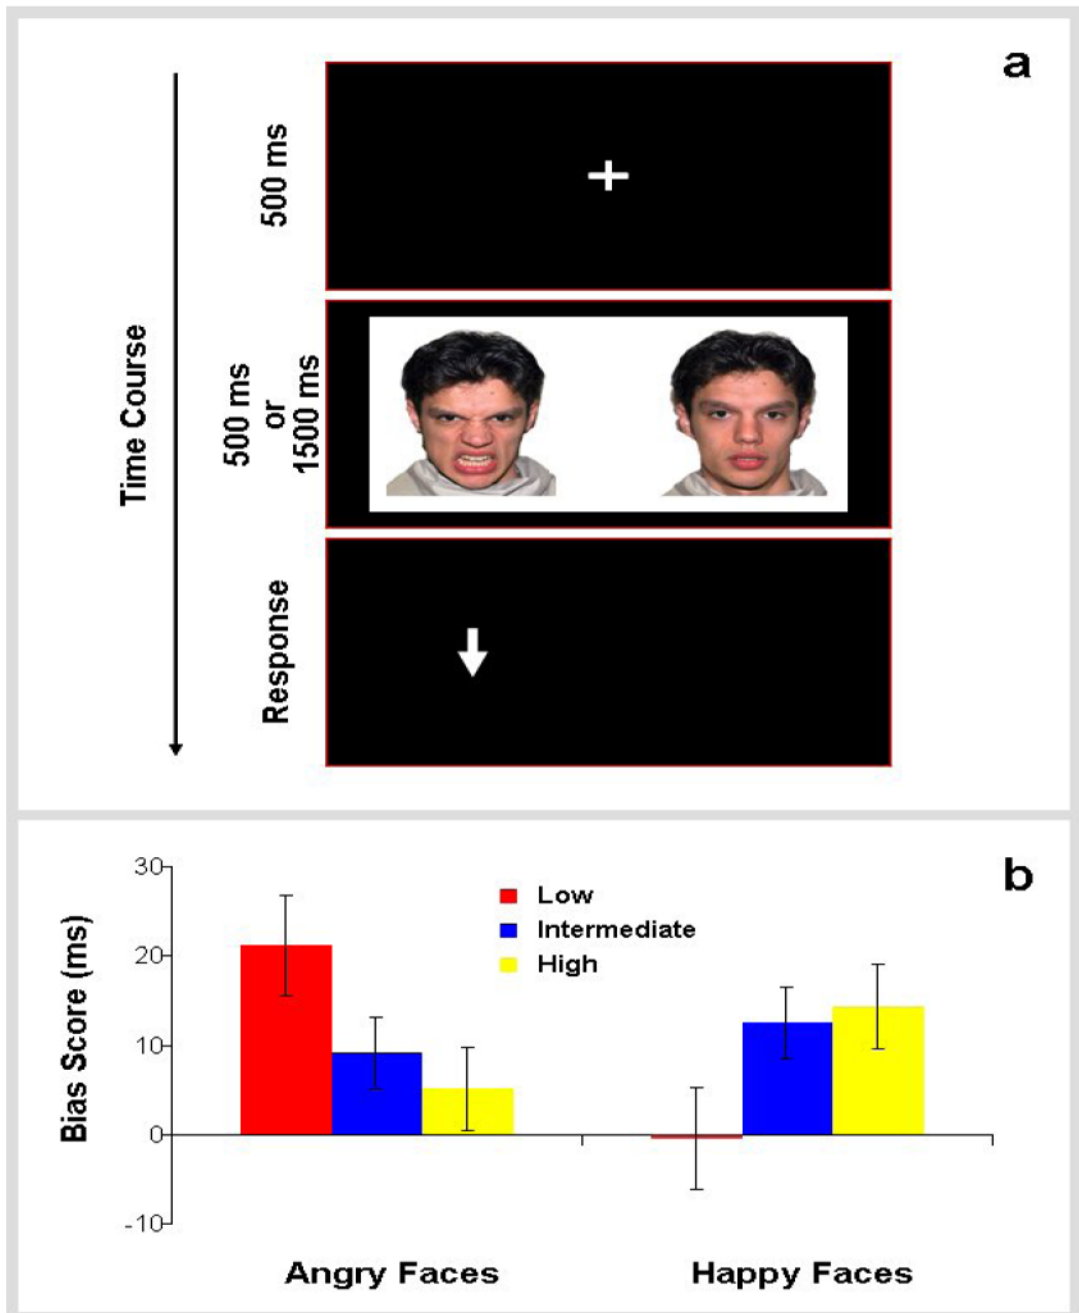 a
500 ms
500 ms
or
1500 ms
Response
Time Course
b
30
20
10
0
-10
Bias Score (ms)
Low
Intermediate
High
Angry Faces
Happy Faces